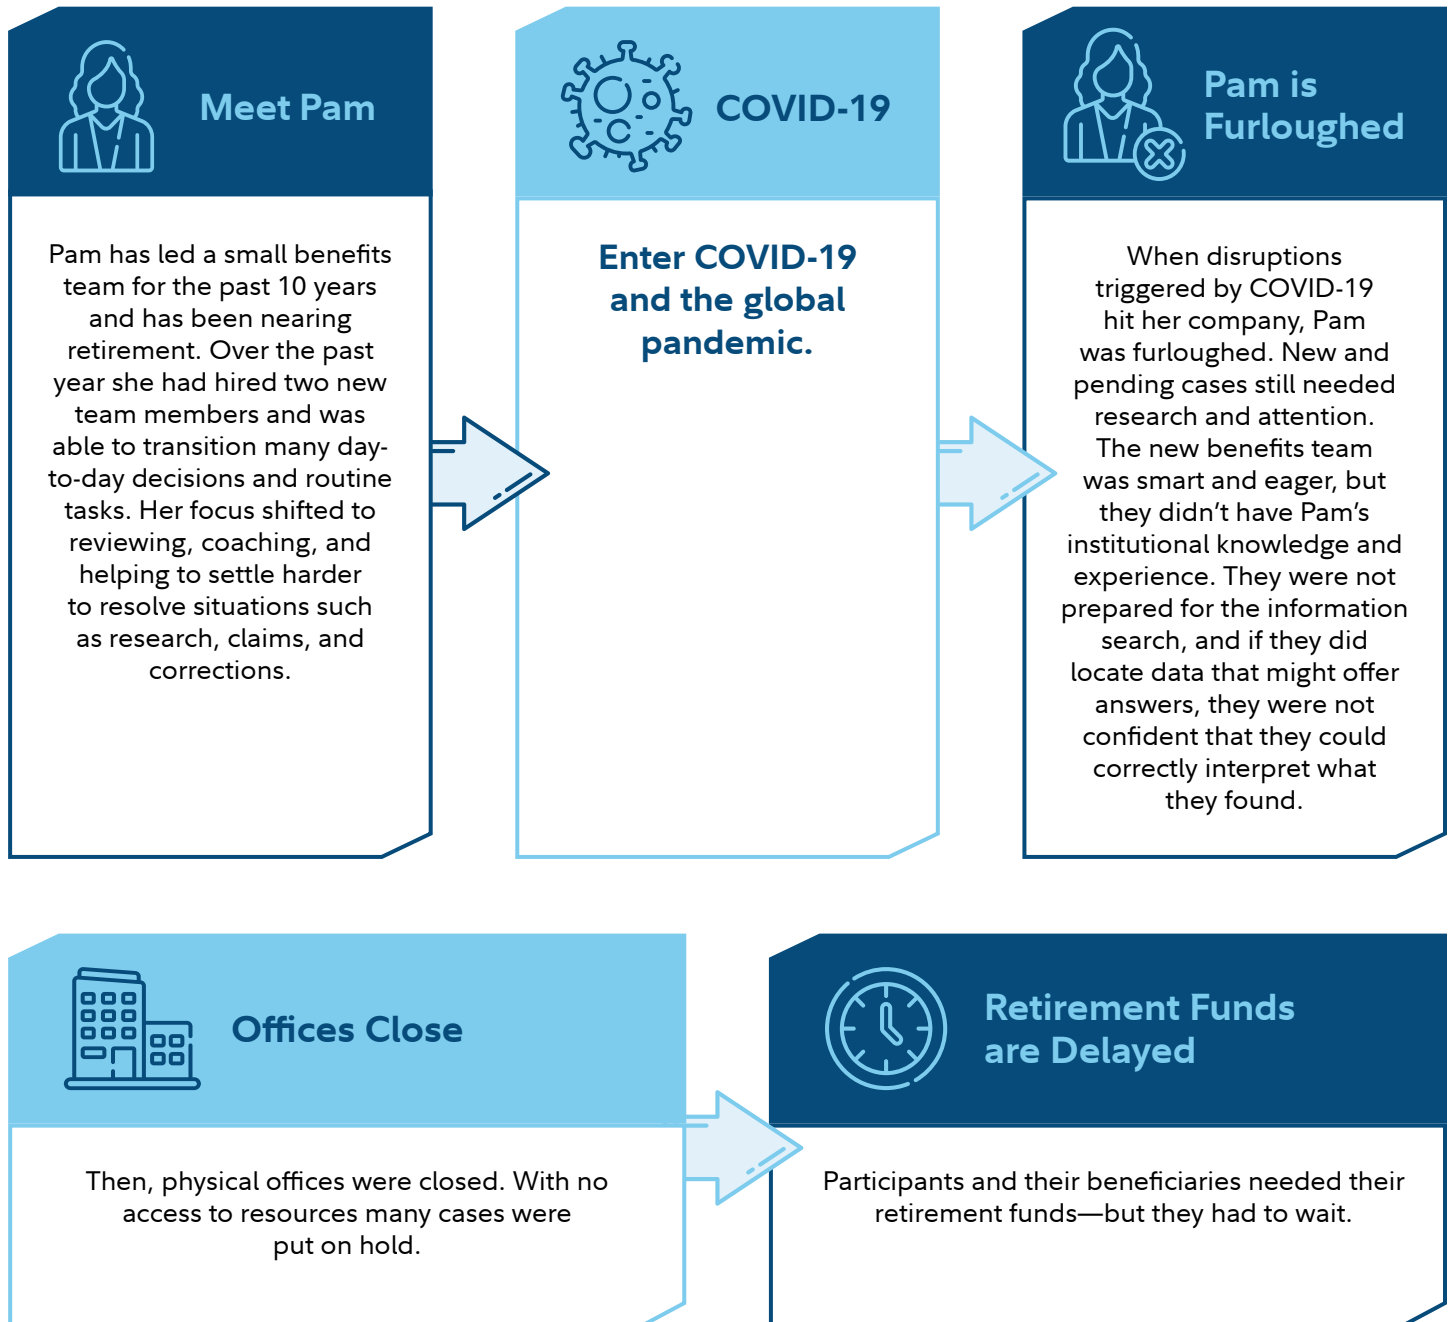 Meet Pam
Pam has led a small benefits
team for the past 10 years
and has been nearing
retirement. Over the past
year she had hired two new
team members and was
able to transition many day-
to-day decisions and routine
tasks. Her focus shifted to
reviewing, coaching, and
helping to settle harder
to resolve situations such
as research, claims, and
corrections.
COVID-19
Enter COVID-19
and the global
pandemic.
Pam is
Furloughed
When disruptions
triggered by COVID-19
hit her company, Pam
was furloughed. New and
pending cases still needed
research and attention.
The new benefits team
was smart and eager, but
they didn’t have Pam’s
institutional knowledge and
experience. They were not
prepared for the information
search, and if they did
locate data that might offer
answers, they were not
confident that they could
correctly interpret what
they found.
Offices Close
Then, physical offices were closed. With no
access to resources many cases were
put on hold.
Retirement Funds
are Delayed
Participants and their beneficiaries needed their
retirement funds—but they had to wait.